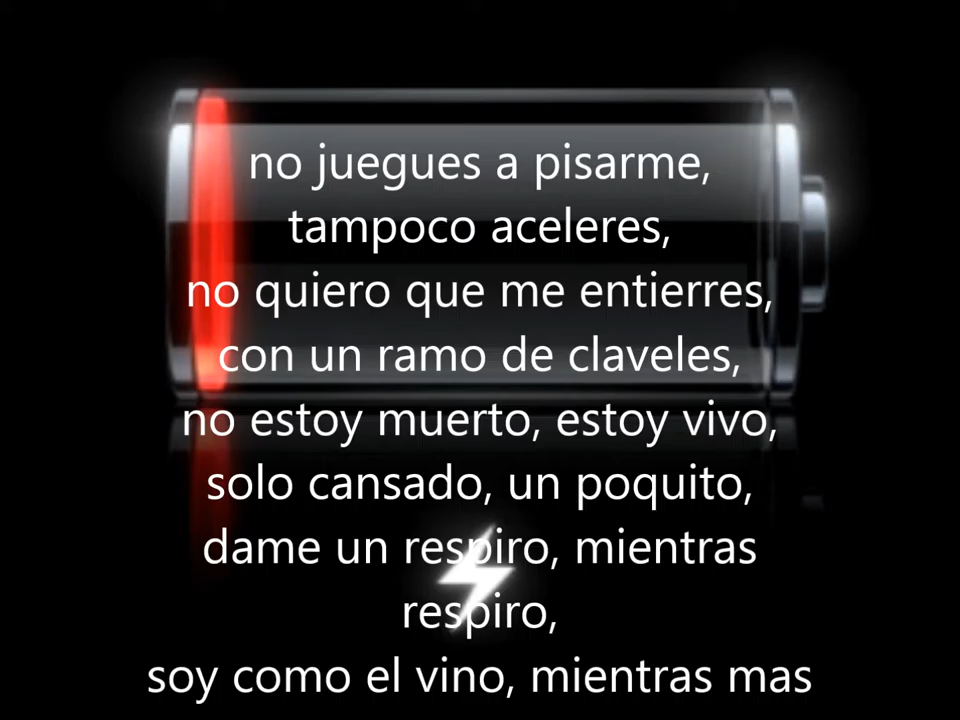 no juegues a pisarme,
tampoco aceleres,
no quiero que me entierres,
con un ramo de claveles,
no estoy muerto, estoy vivo,
solo cansado, un poquito,
dame un respiro, mientras
respiro,
soy como el vino, mientras mas